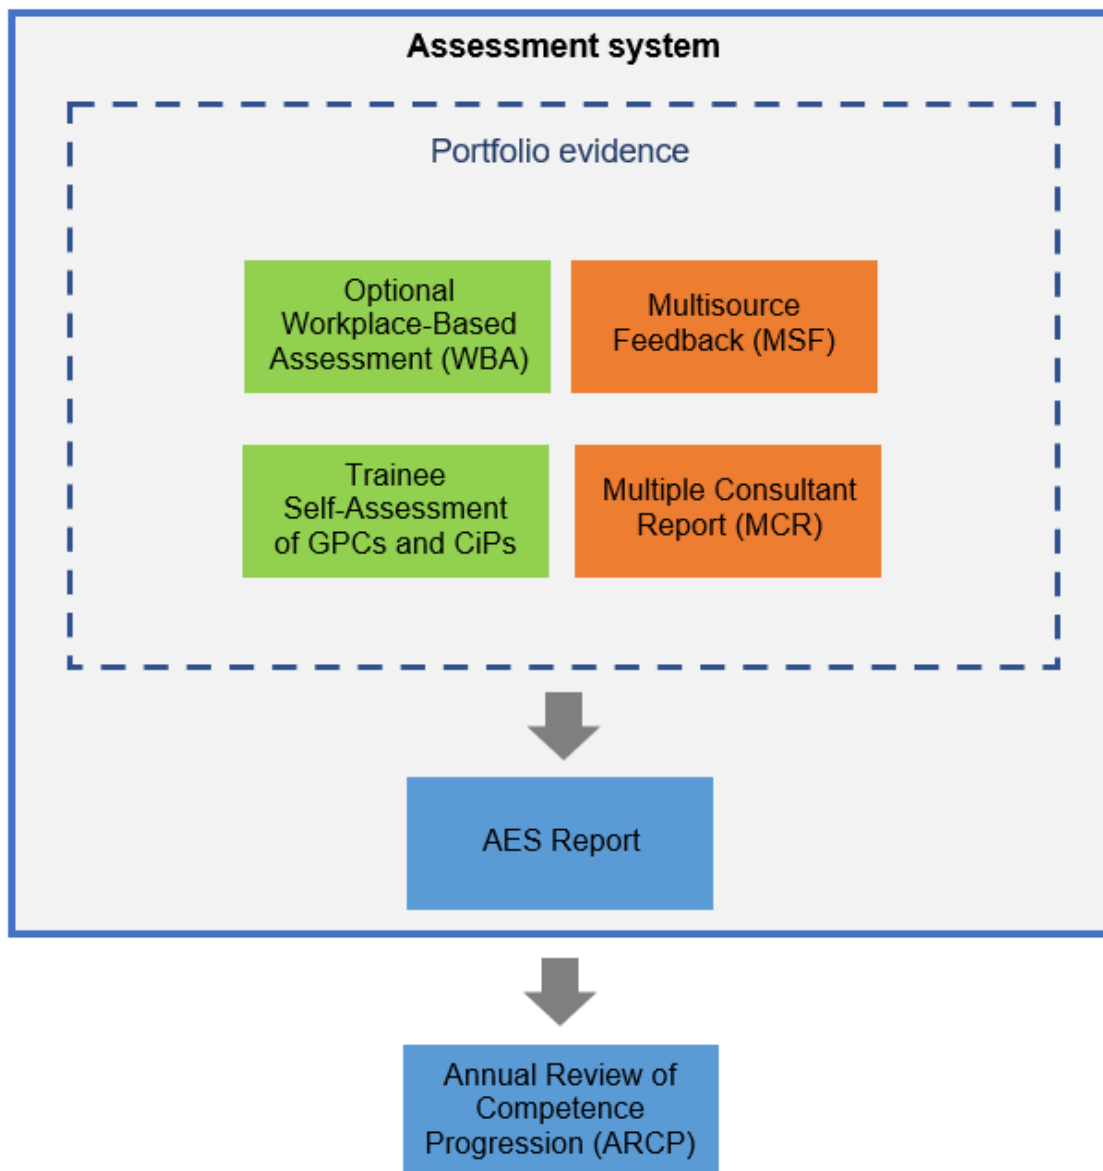 Assessment system
Portfolio evidence
Optional
Workplace-Based
Assessment (WBA)
Multisource
Feedback (MSF)
Trainee
Self-Assessment
of GPCs and CiPs
Multiple Consultant
Report (MCR)
AES Report
Annual Review of
Competence
Progression (ARCP)